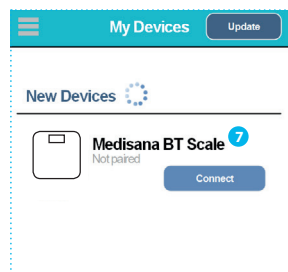 My Devices Update
New Devices
Medisana BT Scale 7
Not paired
Connect